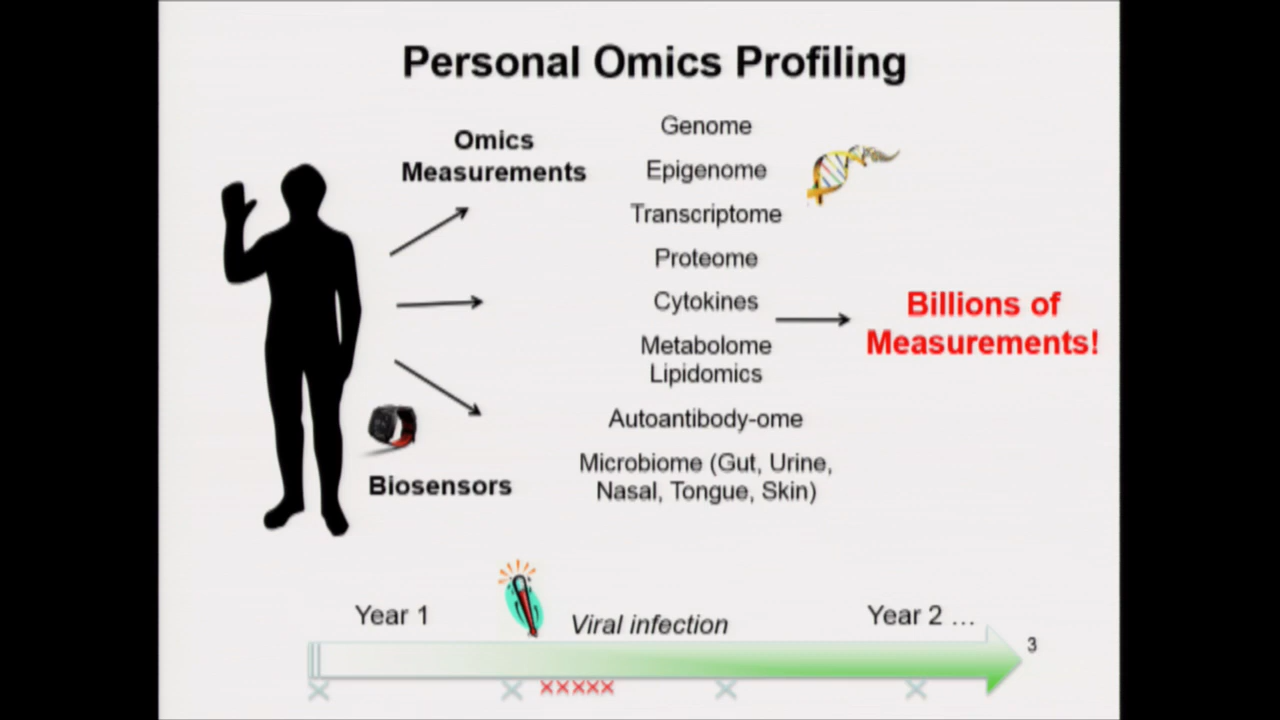 Personal Omics Profiling
Omics
Measurements
Genome
Epigenome
Transcriptome
Proteome
Cytokines
Metabolome
Lipidomics
Autoantibody-ome
Microbiome (Gut, Urine,
Nasal, Tongue, Skin)
Billions of
Measurements!
Biosensors
Year 1
Viral infection
Year 2 ...
3